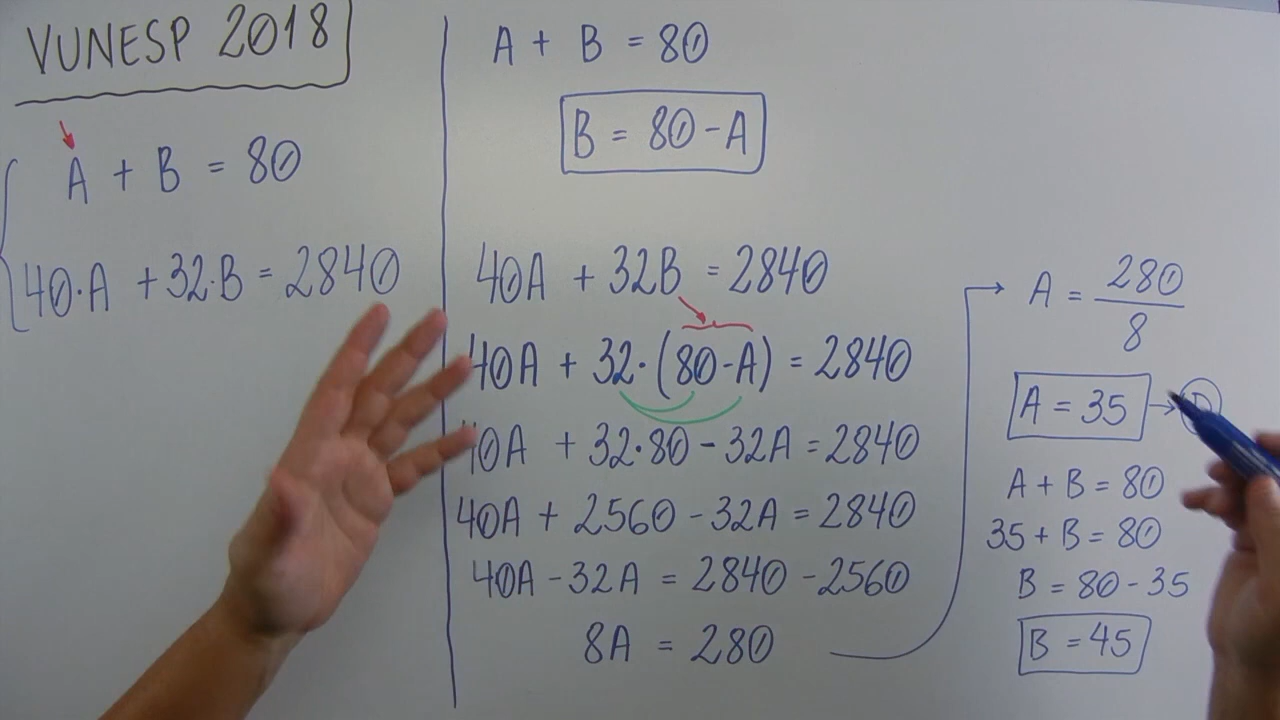 VUNESP 2018
A + B = 80
40·A + 32·B = 2840
A + B = 80
B = 80 - A
40A + 32B = 2840
40A + 32·(80-A) = 2840
40A + 32·80 - 32A = 2840
40A + 2560 - 32A = 2840
40A - 32A = 2840 - 2560
8A = 280
→ A = 280
8
A = 35 →
A + B = 80
35 + B = 80
B = 80 - 35
B = 45